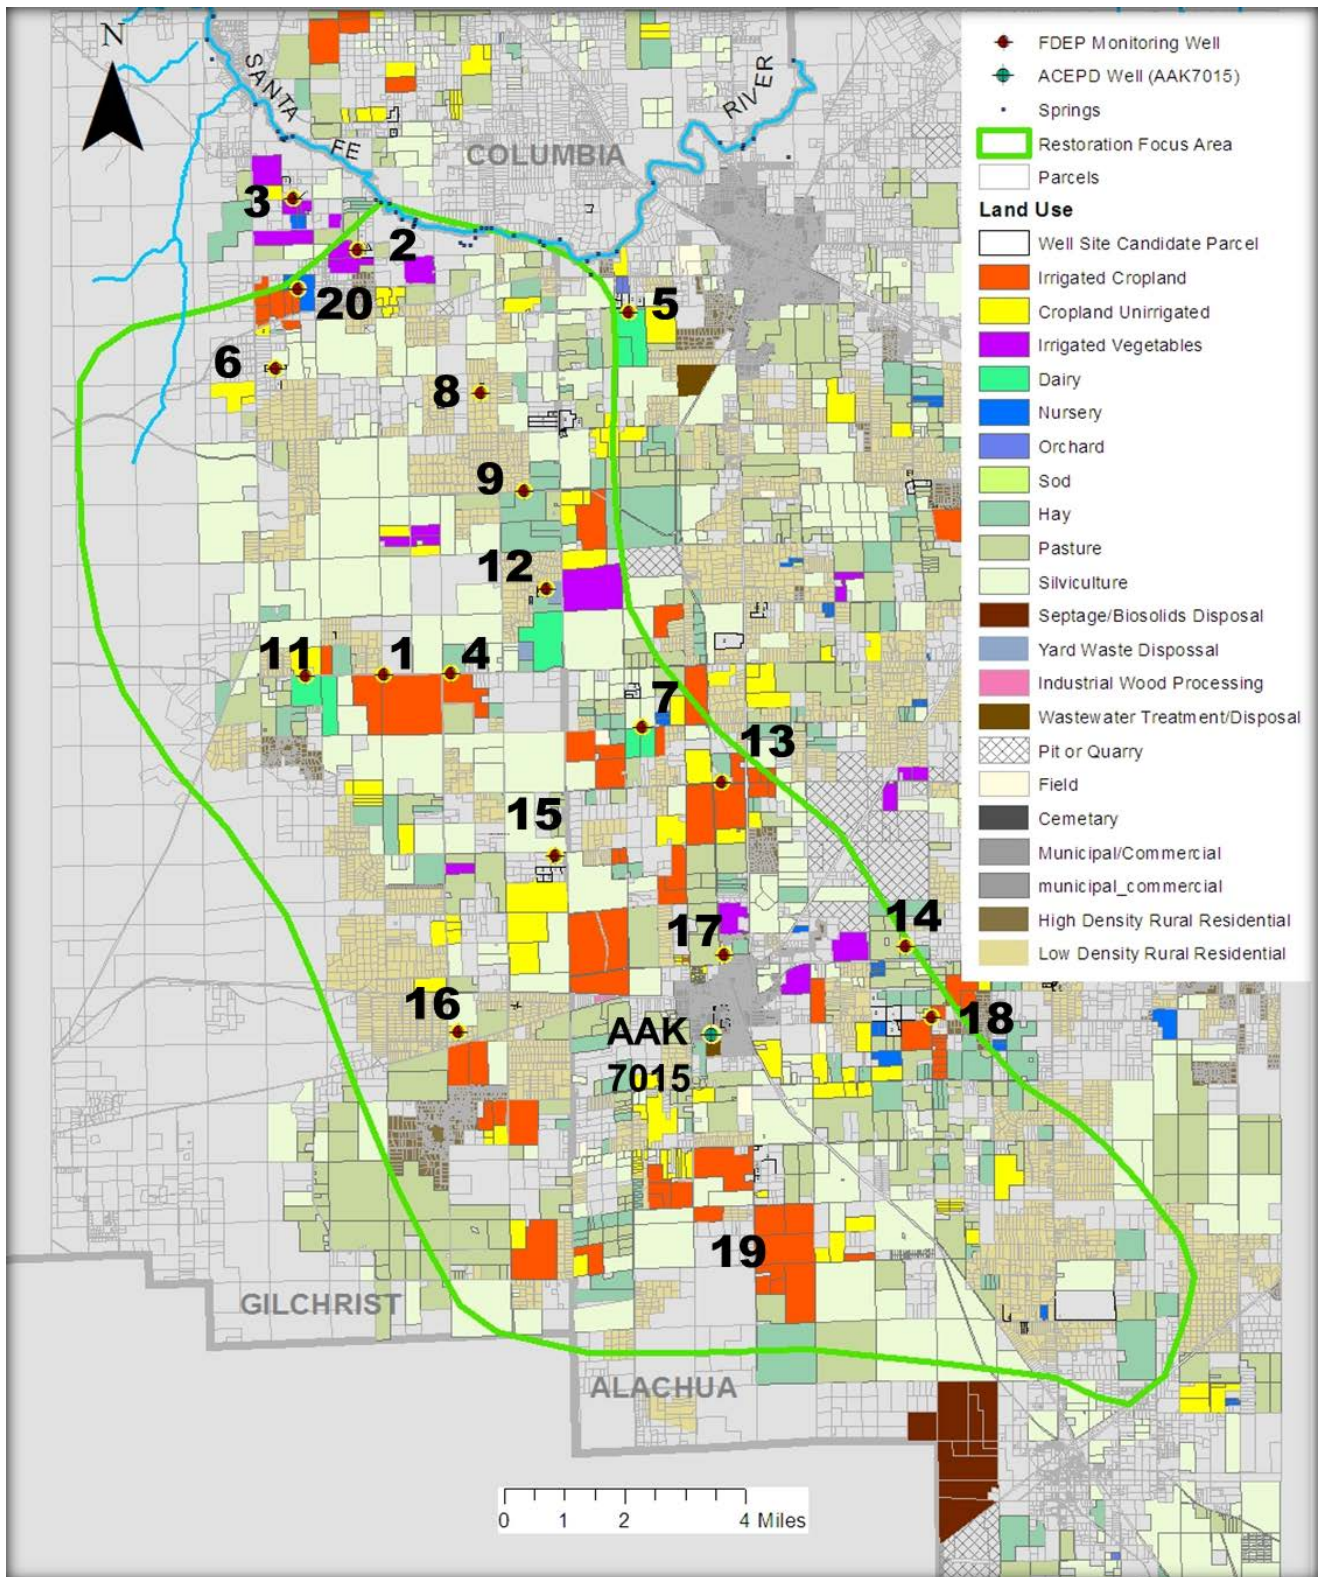 N
SANTA
FE
RIVER
COLUMBIA
3
2
20
5
6
8
9
12
11
1
4
7
13
15
17
14
16
AAK
7015
18
19
GILCHRIST
ALACHUA
0 1 2 4 Miles
FDEP Monitoring Well
ACEPD Well (AAK7015)
Springs
Restoration Focus Area
Parcels
Land Use
Well Site Candidate Parcel
Irrigated Cropland
Cropland Unirrigated
Irrigated Vegetables
Dairy
Nursery
Orchard
Sod
Hay
Pasture
Silviculture
Septage/Biosolids Disposal
Yard Waste Dispossal
Industrial Wood Processing
Wastewater Treatment/Disposal
Pit or Quarry
Field
Cemetary
Municipal/Commercial
municipal_commercial
High Density Rural Residential
Low Density Rural Residential